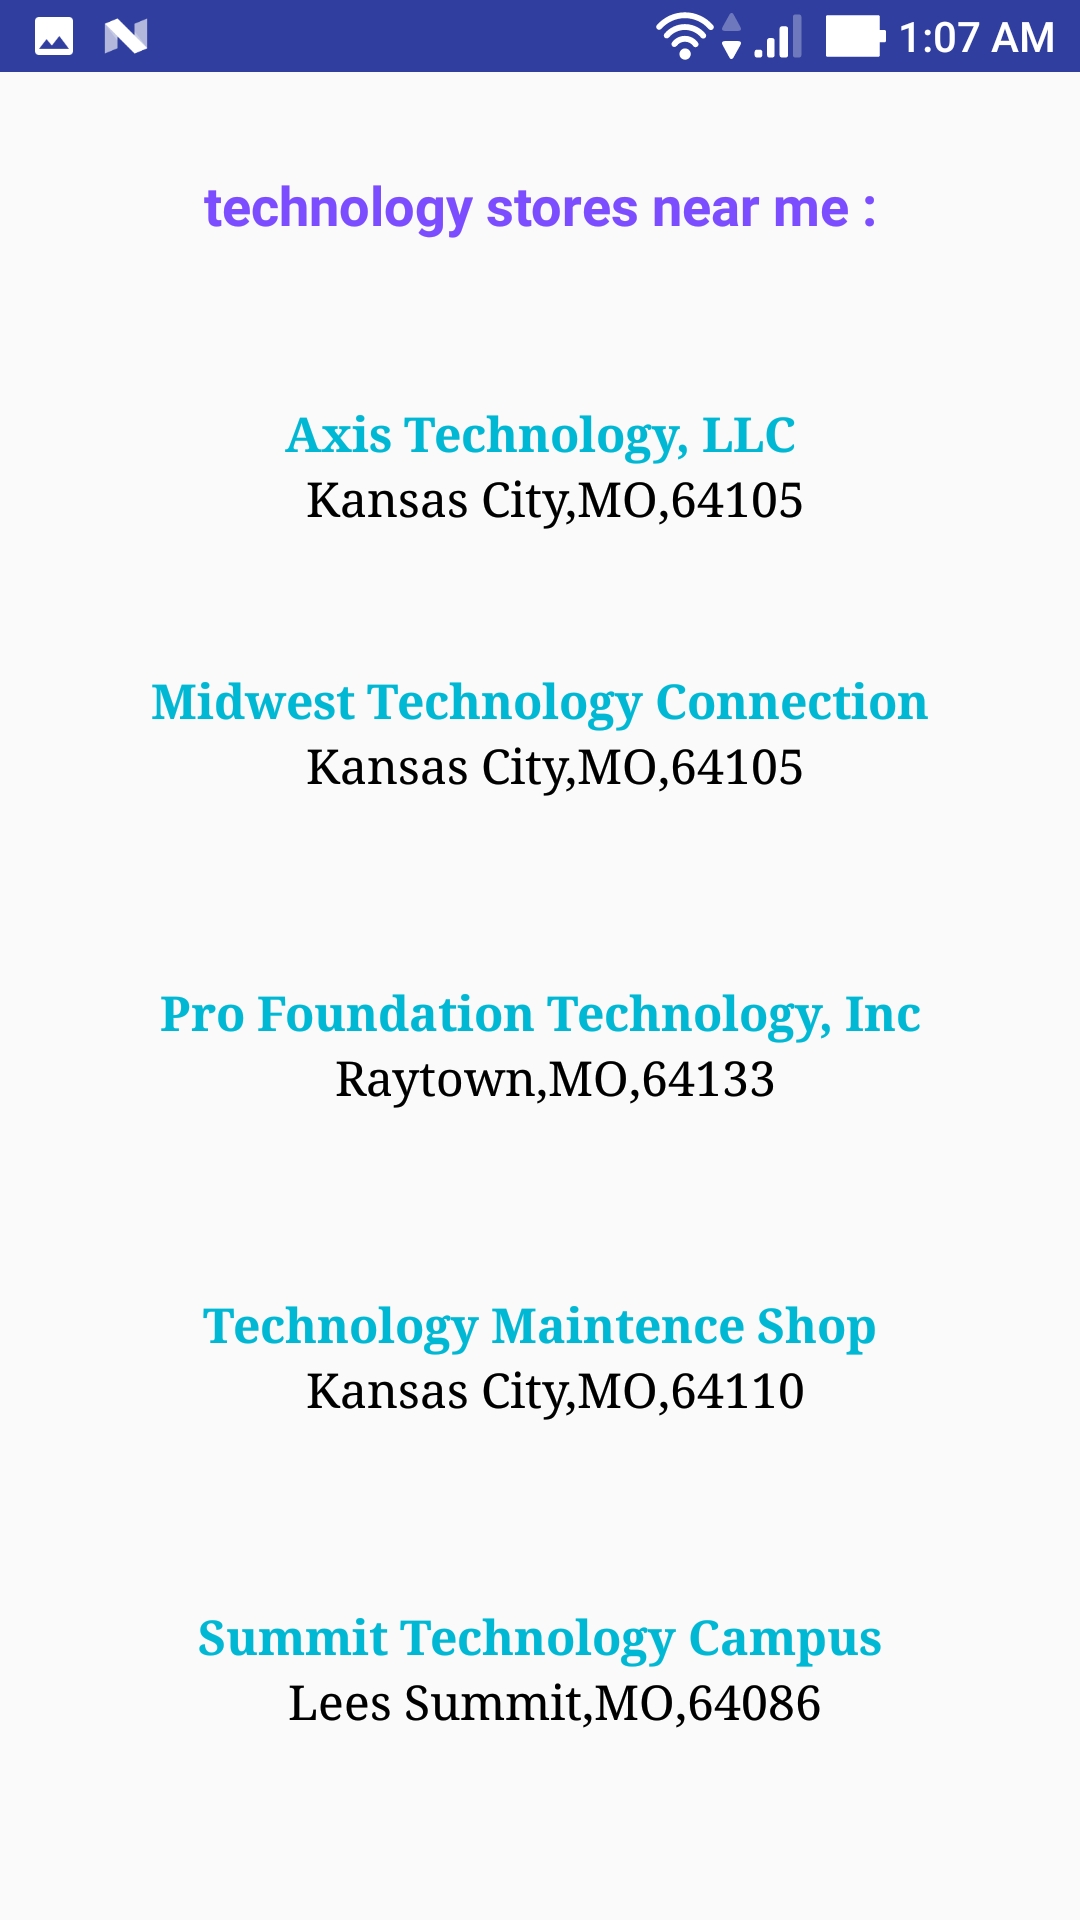 1:07 AM
technology stores near me :
Axis Technology, LLC
Kansas City,MO,64105
Midwest Technology Connection
Kansas City,MO,64105
Pro Foundation Technology, Inc
Raytown,MO,64133
Technology Maintence Shop
Kansas City,MO,64110
Summit Technology Campus
Lees Summit,MO,64086